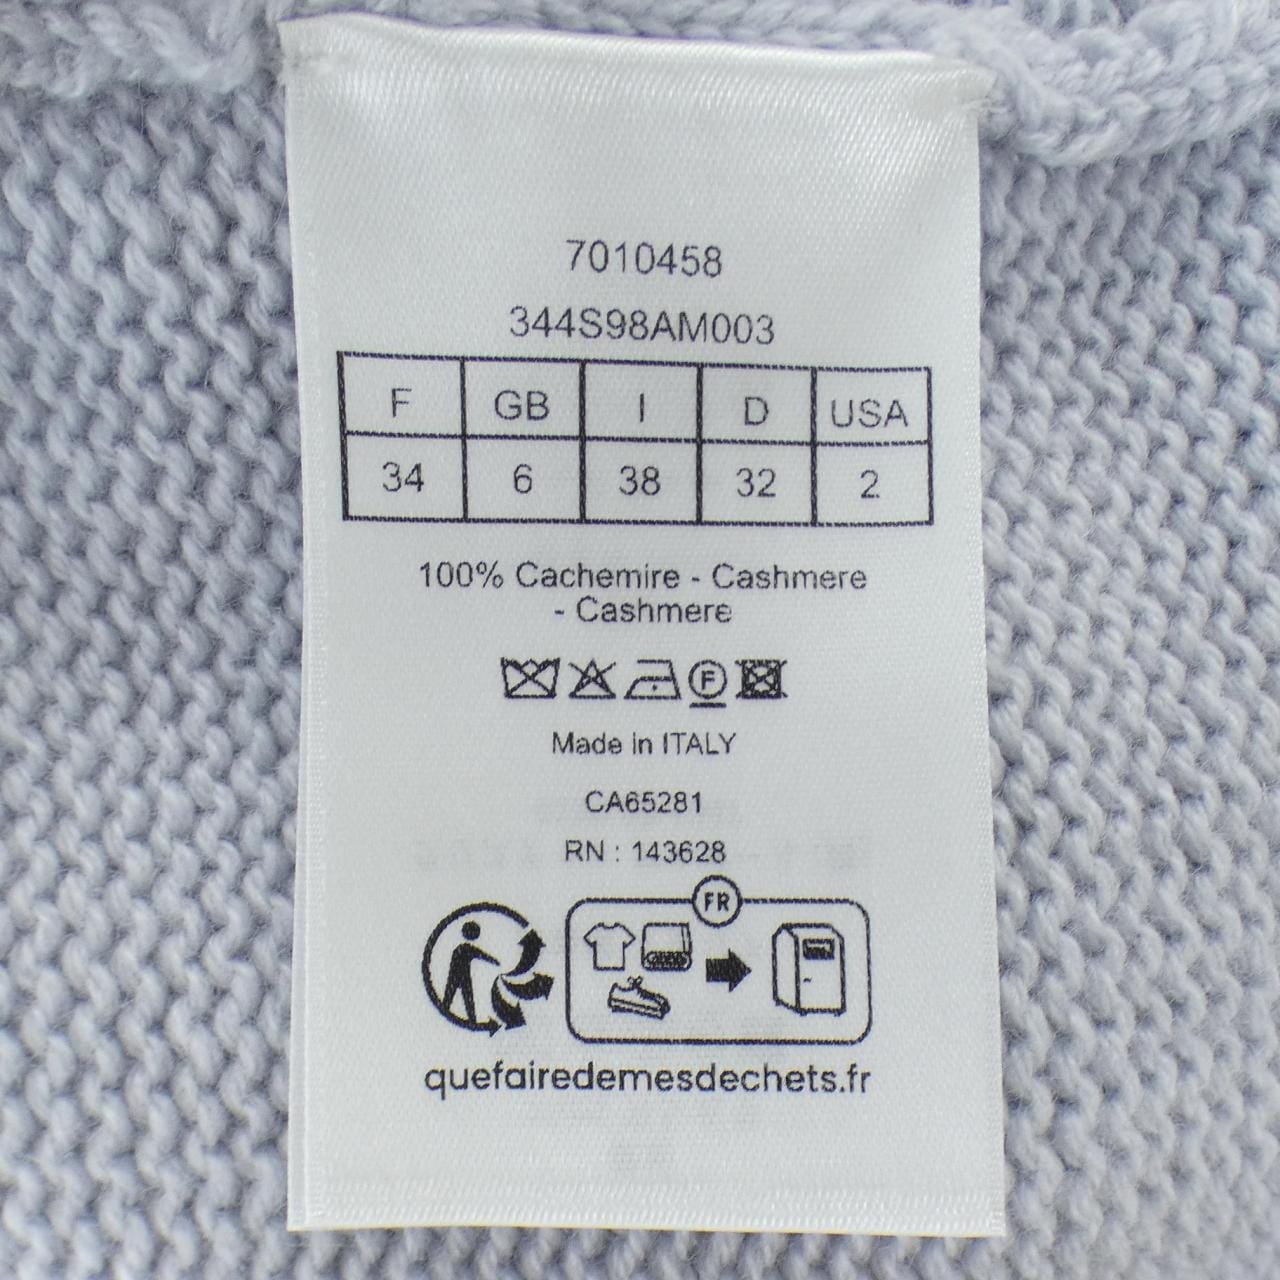 7010458
344S98AM003
F GB I D USA
34 6 38 32 2
100% Cachemire - Cashmere
- Cashmere
F
Made in ITALY
CA65281
RN : 143628
FR
quefairedemesdechets.fr